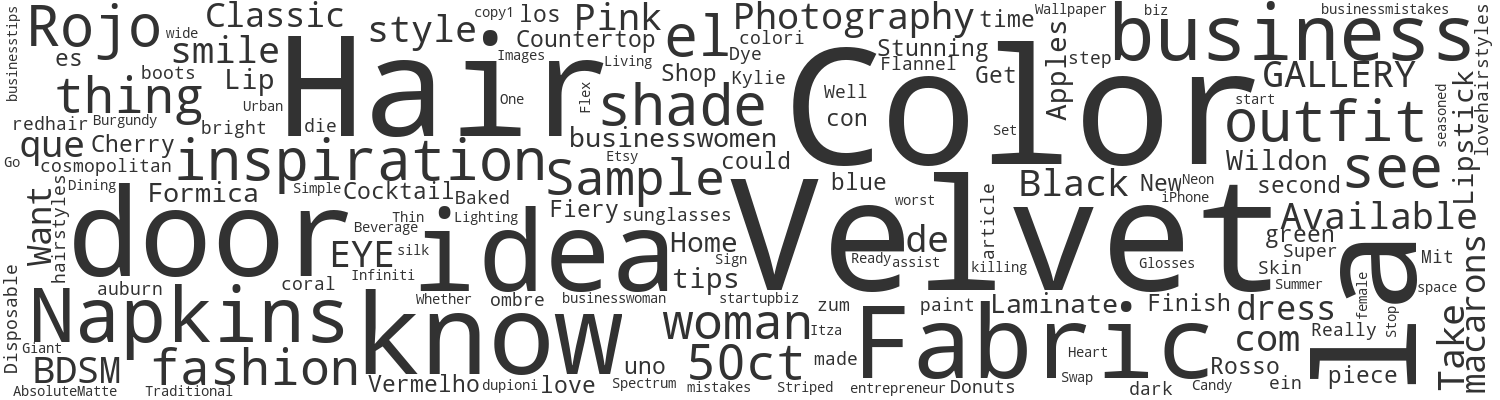 businesstips
Rojo
wide
es
Classic
smile
style
copy1
los
Pink
Countertop
Images
el
Photography
time
colori
Dye
Stunning
Flannel
Wallpaper
biz
businessmistakes
business
lovehairstyles
thing
boots
Lip
Urban
Hair
One
Living
Flex
Shop
Kylie
shade
Color
Well
con
Get
Apples
step
GALLERY
start
outfit
seasoned
Lipstick
redhair
Burgundy
bright
die
Set
businesswomen
Go
que
Cherry
cosmopolitan
inspiration
Etsy
could
Wildon
see
Dining
Want
hairstyles
Formica
Simple
Cocktail
Baked
Sample
blue
worst
article
Black
New
Neon
iPhone
second
door
Thin
Beverage
Lighting
Fiery
sunglasses
Velvet
Available
EYE
silk
idea
Home
Sign
de
Ready
assist
killing
Glosses
green
Super
Skin
Summer
la
Mit
space
female
Disposable
auburn
coral
Infiniti
tips
Whether
ombre
businesswoman
startupbiz
zum
paint
Laminate
Finish
dress
Stop
macarons
Napkins
know
woman
Itza
Fabric
com
Really
Take
Giant
BDSM
fashion
uno
50ct
made
Heart
Rosso
piece
AbsoluteMatte
Traditional
Vermelho
dupioni
love
Spectrum
mistakes
Striped
entrepreneur
Donuts
Swap
dark
Candy
ein